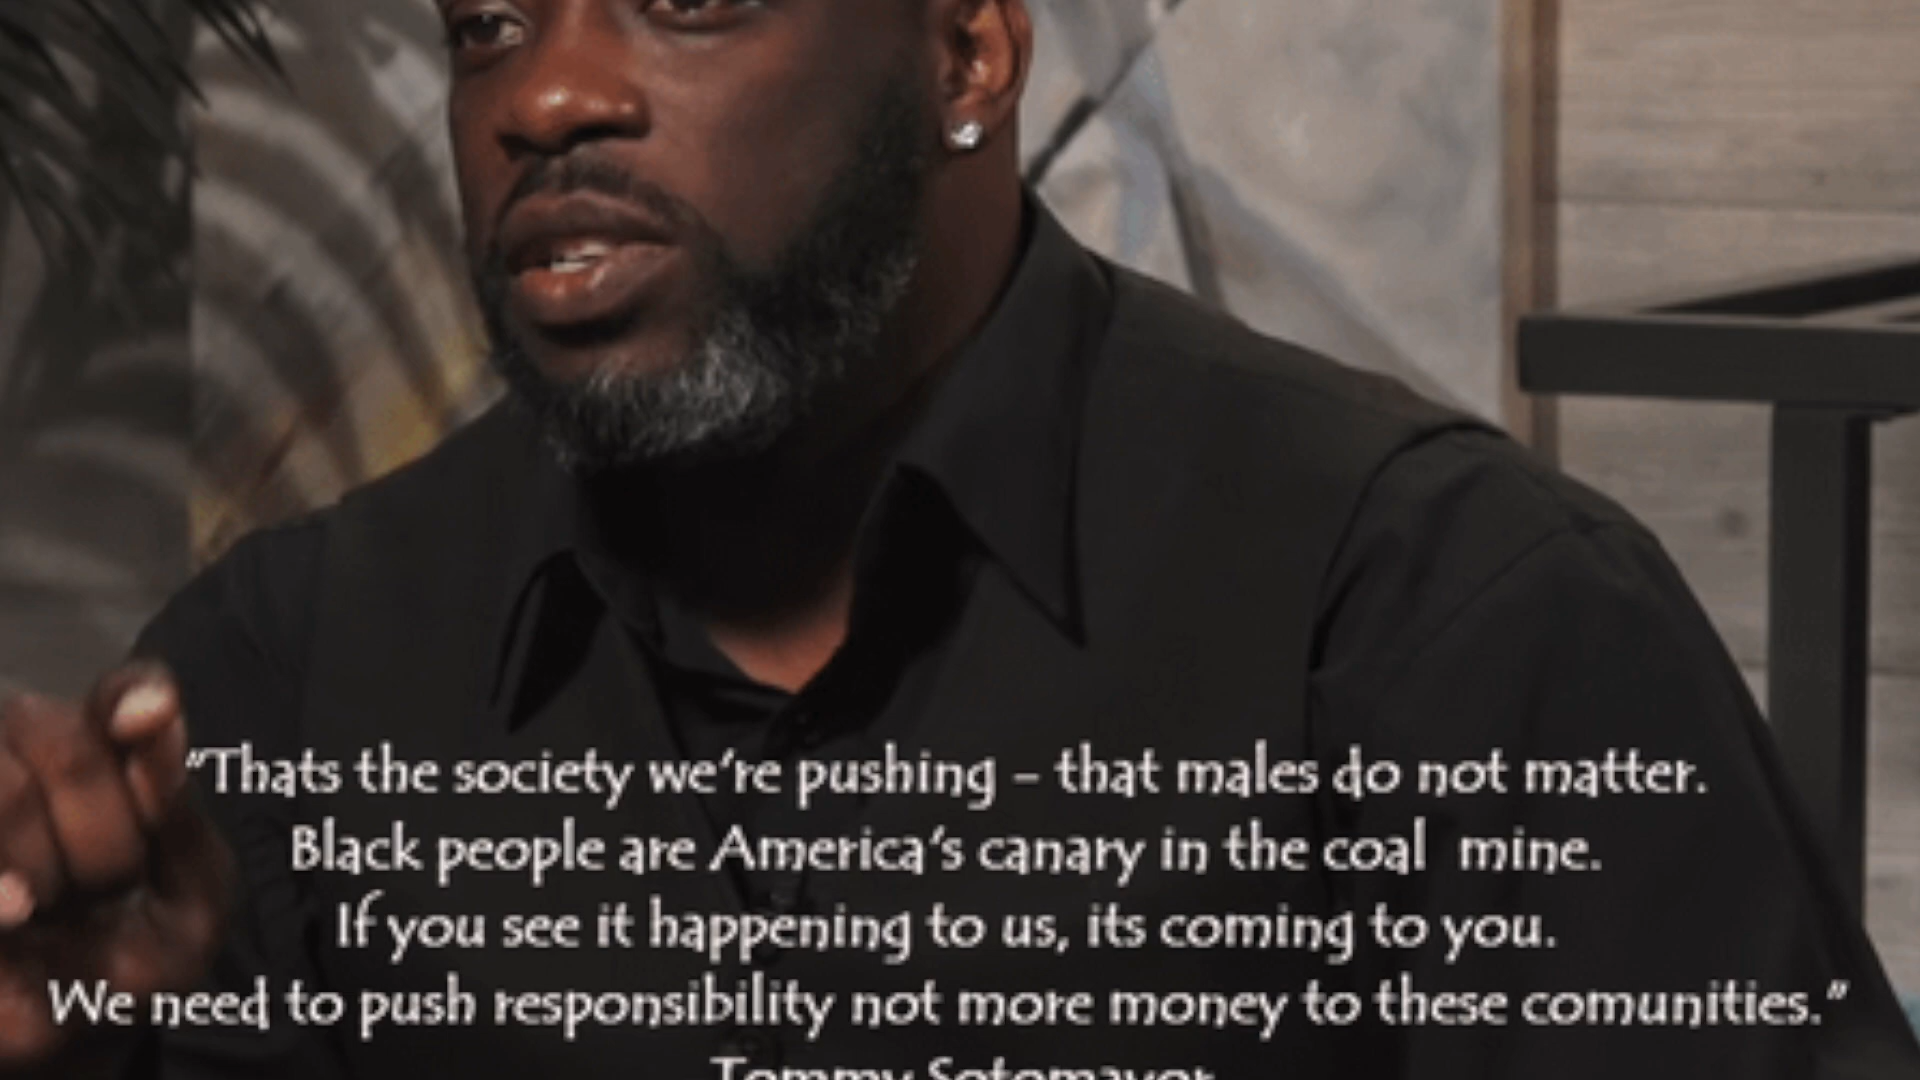 "Thats the society we're pushing – that males do not matter.
Black people are America's canary in the coal mine.
If you see it happening to us, its coming to you.
We need to push responsibility not more money to these comunities."
Tommy Sotomayor